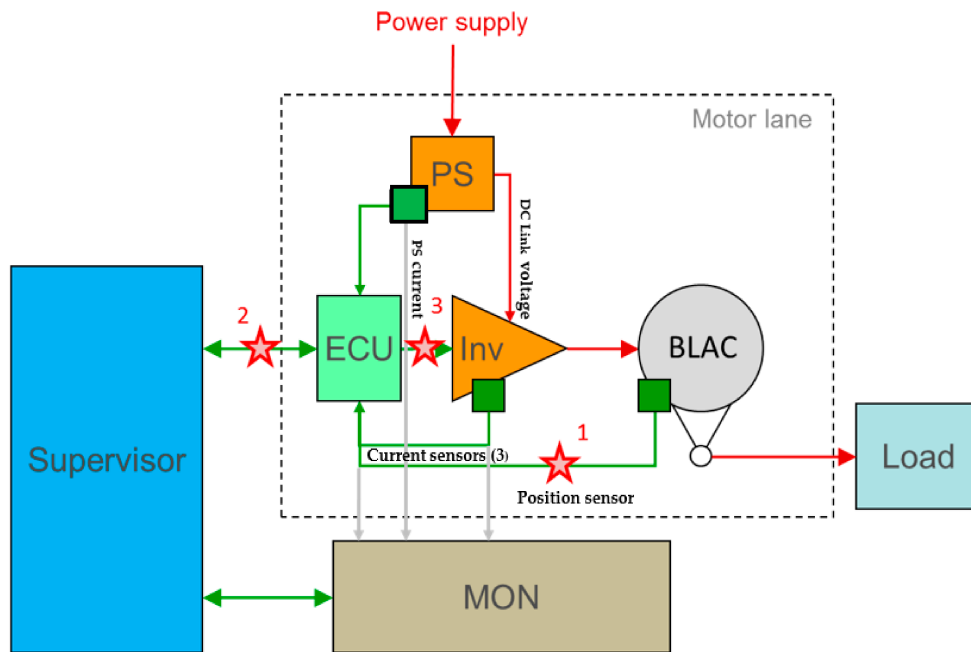 Power supply
Motor lane
PS
DC Link voltage
PS current
2
3
ECU
Inv
BLAC
1
Supervisor
Current sensors (3)
Load
Position sensor
MON